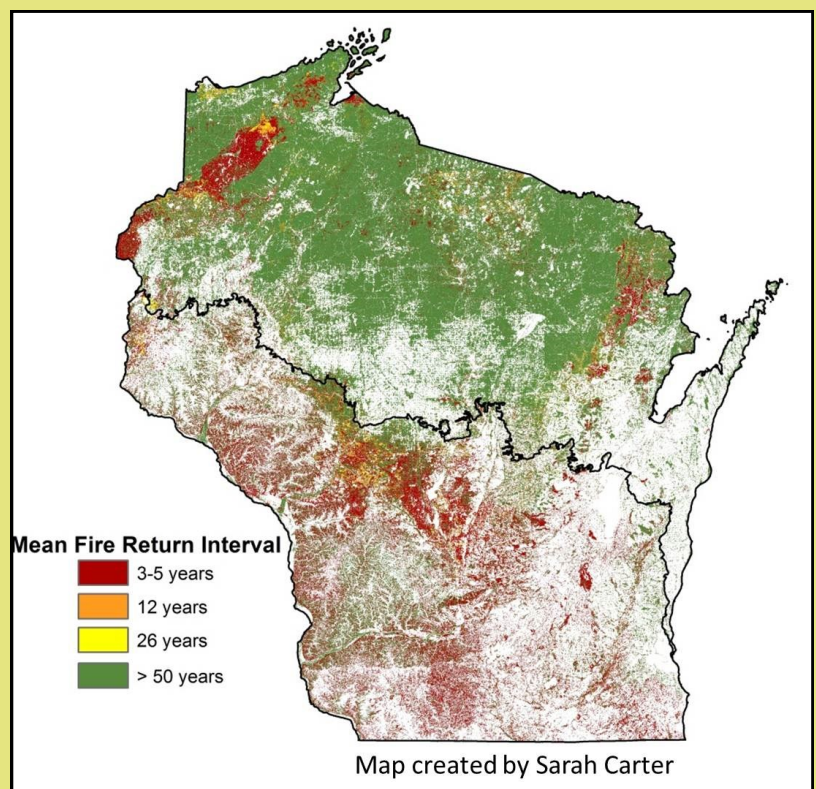 Mean Fire Return Interval
3-5 years
12 years
26 years
> 50 years
Map created by Sarah Carter